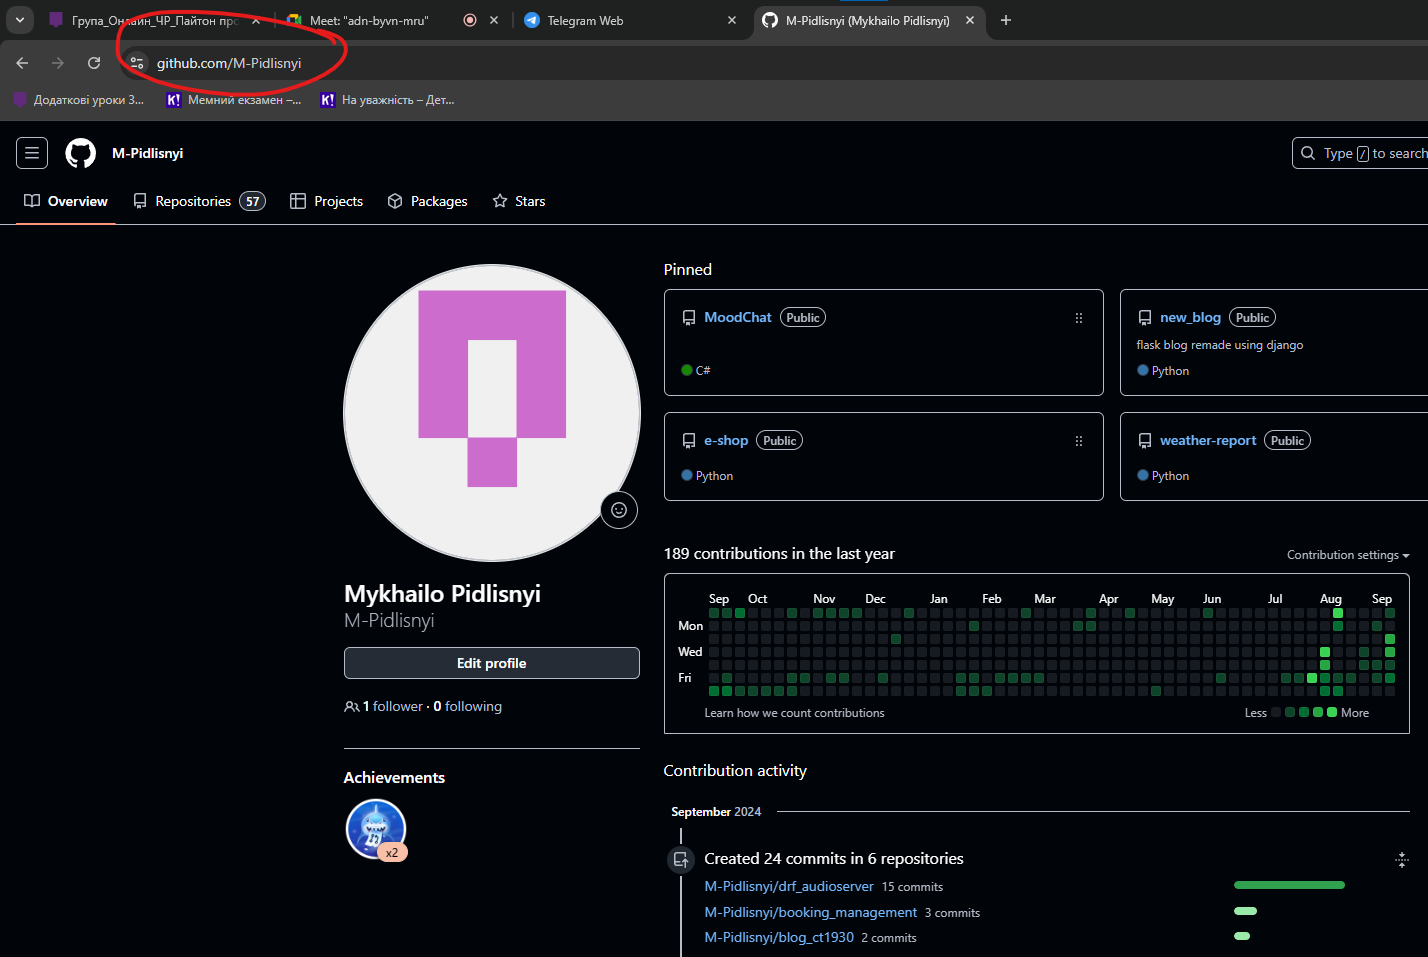 Група_Онлайн_ЧР_Пайтон про
Meet: "adn-byvn-mru"
Telegram Web
M-Pidlisnyi (Mykhailo Pidlisnyi)
github.com/M-Pidlisnyi
Додаткові уроки З...
K!
Мемний екзамен –...
K!
На уважність – Дет...
M-Pidlisnyi
Type / to search
Overview
Repositories 57
Projects
Packages
Stars
Pinned
MoodChat Public
C#
new_blog Public
flask blog remade using django
Python
e-shop Public
Python
weather-report Public
Python
Mykhailo Pidlisnyi
M-Pidlisnyi
Edit profile
1 follower · 0 following
Achievements
x2
189 contributions in the last year
Contribution settings
Sep Oct Nov Dec Jan Feb Mar Apr May Jun Jul Aug Sep
Mon
Wed
Fri
Learn how we count contributions
Less More
Contribution activity
September 2024
Created 24 commits in 6 repositories
M-Pidlisnyi/drf_audioserver 15 commits
M-Pidlisnyi/booking_management 3 commits
M-Pidlisnyi/blog_ct1930 2 commits